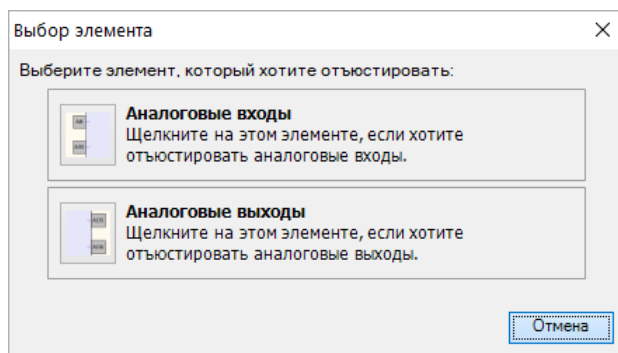 Выбор элемента
Выберите элемент, который хотите отъюстировать:
Аналоговые входы
Щелкните на этом элементе, если хотите
отъюстировать аналоговые входы.
Аналоговые выходы
Щелкните на этом элементе, если хотите
отъюстировать аналоговые выходы.
Отмена